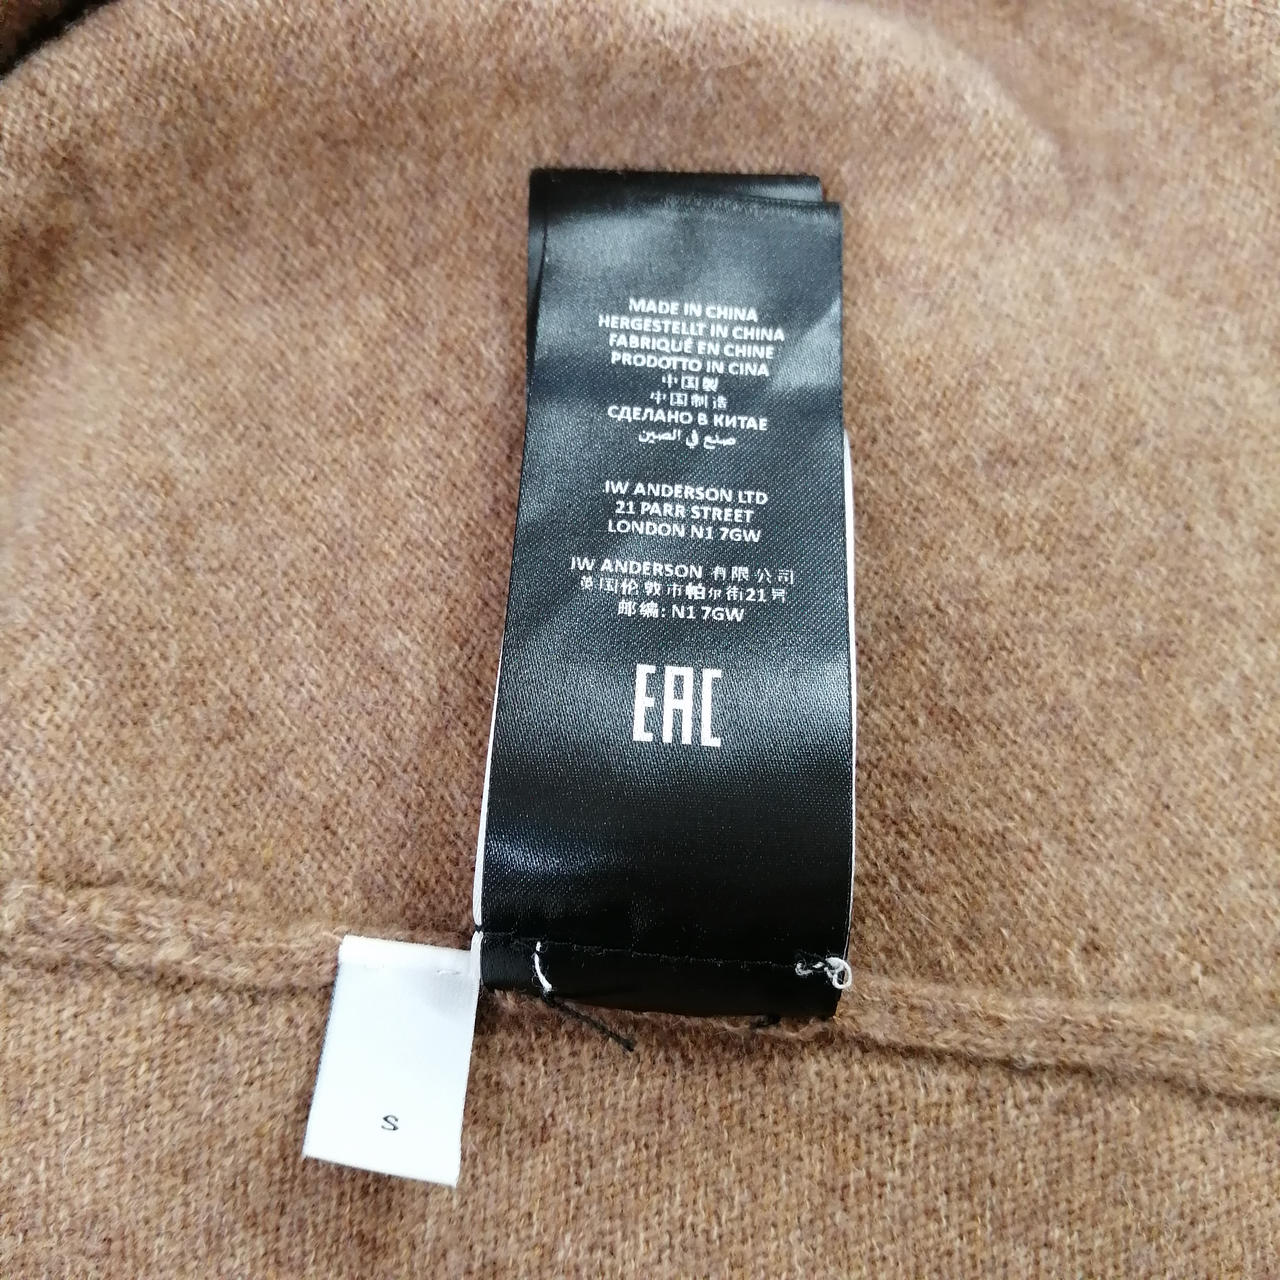 MADE IN CHINA
HERGESTELLT IN CHINA
FABRIQUÉ EN CHINE
PRODOTTO IN CINA
中国製
中国制造
СДЕЛАНО В КИТАЕ
صنع في الصين
JW ANDERSON LTD
21 PARR STREET
LONDON N1 7GW
JW ANDERSON 有限公司
英国伦敦市帕尔街21号
邮编: N1 7GW
EAC
S